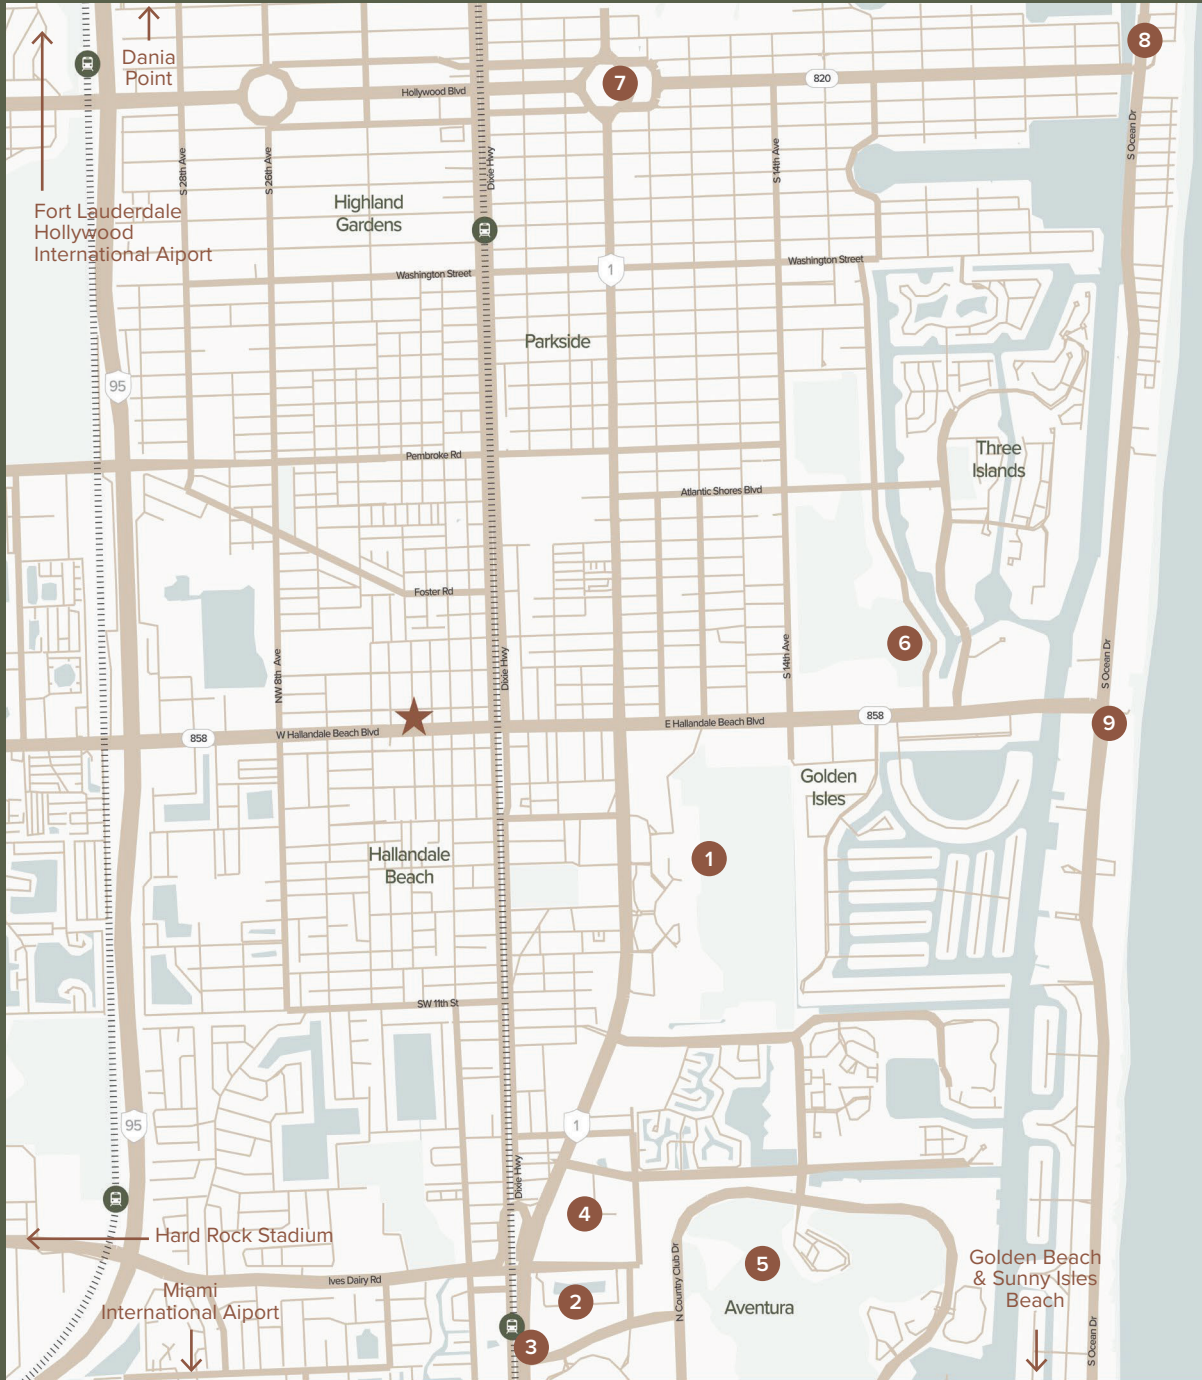 8
Dania
Point
7
820
Hollywood Blvd
S Ocean Dr
S 28th Ave
S 26th Ave
Dixie Hwy
S 14th Ave
Fort Lauderdale
Hollywood
International Aiport
Highland
Gardens
Washington Street
1
Washington Street
Parkside
95
Pembroke Rd
Three
Islands
Atlantic Shores Blvd
Foster Rd
6
NW 8th Ave
Dixie Hwy
S 14th Ave
S Ocean Dr
858
W Hallandale Beach Blvd
E Hallandale Beach Blvd
858
9
Golden
Isles
Hallandale
Beach
1
SW 11th St
95
1
Dixie Hwy
4
Hard Rock Stadium
Ives Dairy Rd
N Country Club Dr
5
Golden Beach
& Sunny Isles
Beach
Miami
International Aiport
2
Aventura
3
S Ocean Dr